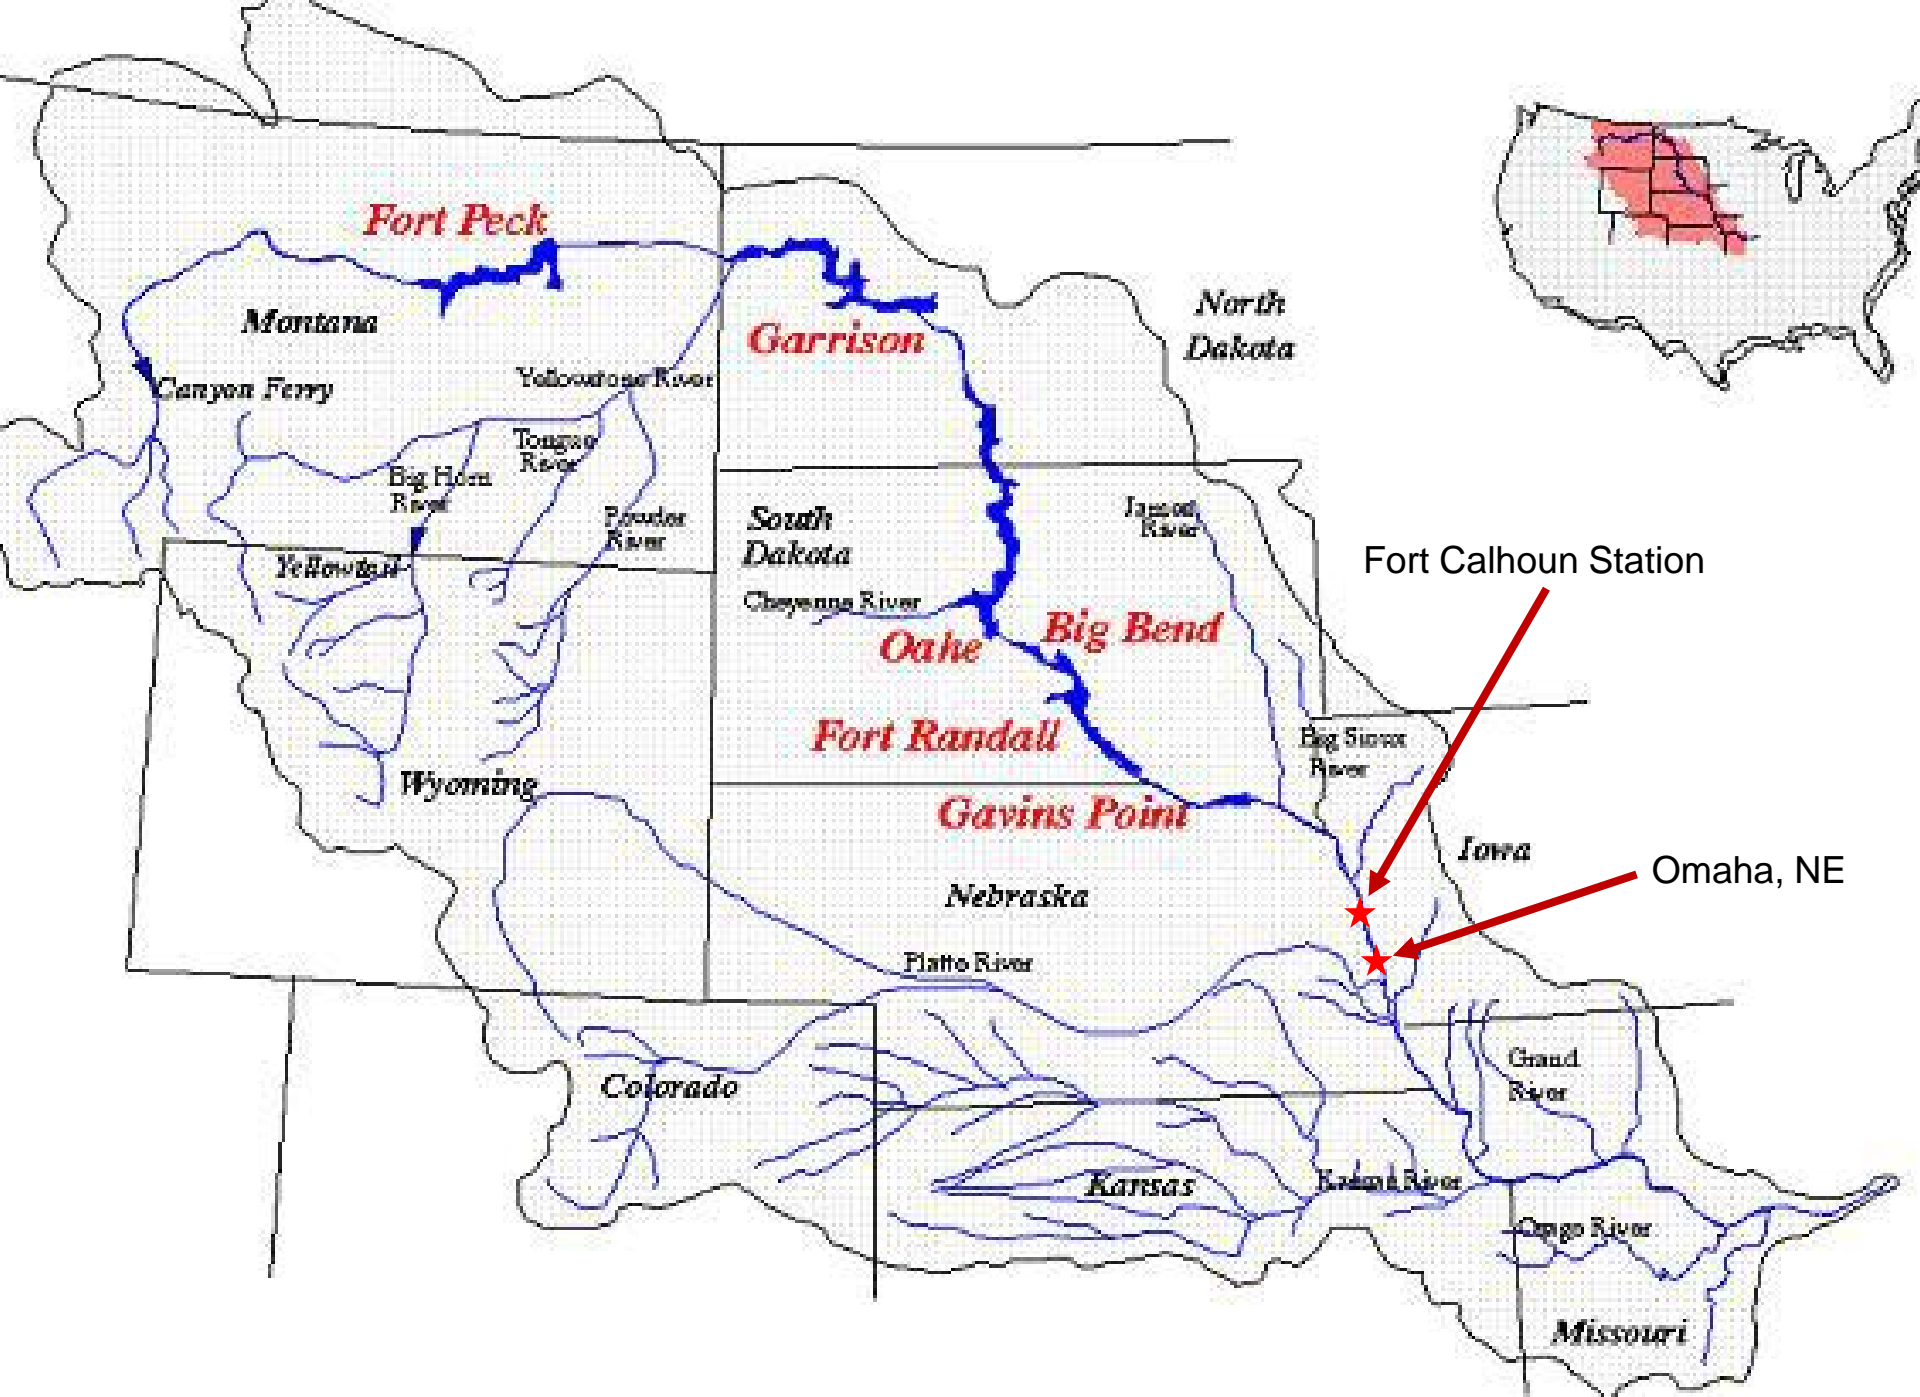 Fort Peck
Montana
Garrison
North
Dakota
Canyon Ferry
Yellowstone River
Tongue
River
Big Horn
River
Powder
River
South
Dakota
James
River
Fort Calhoun Station
Yellowtail
Cheyenne River
Oahe
Big Bend
Fort Randall
Big Sioux
River
Wyoming
Gavins Point
Iowa
Omaha, NE
Nebraska
Platte River
Colorado
Grand
River
Kansas
Kansas River
Osage River
Missouri